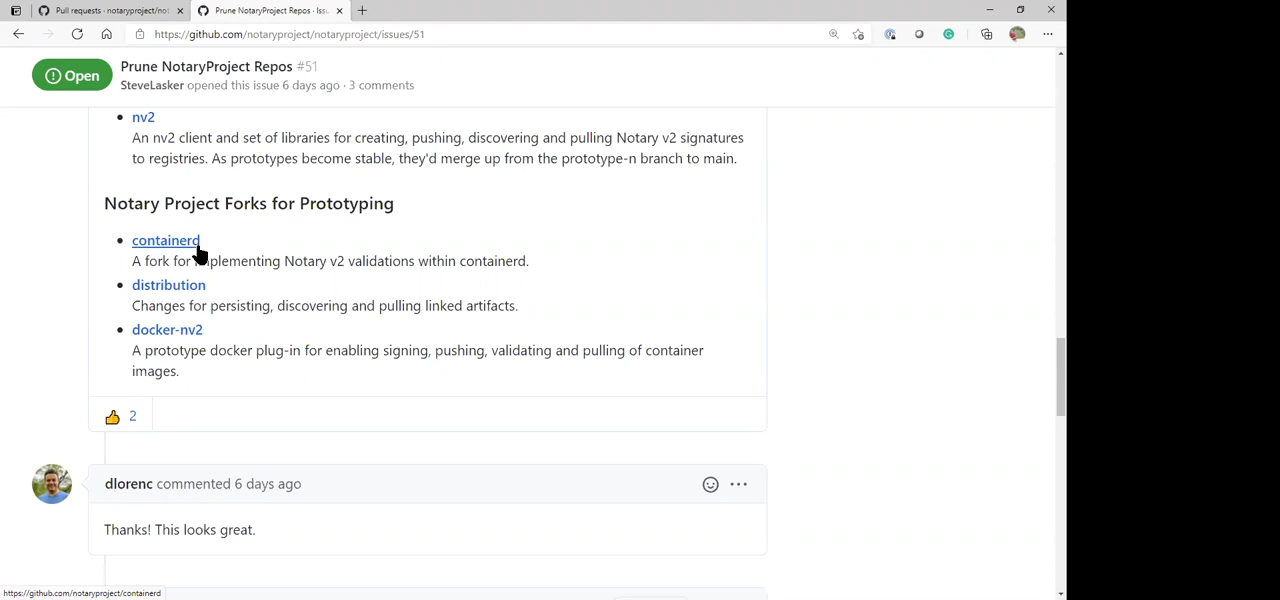 Pull requests · notaryproject/not
Prune NotaryProject Repos · Issu
https://github.com/notaryproject/notaryproject/issues/51
Open
Prune NotaryProject Repos #51
SteveLasker opened this issue 6 days ago · 3 comments
nv2
An nv2 client and set of libraries for creating, pushing, discovering and pulling Notary v2 signatures
to registries. As prototypes become stable, they'd merge up from the prototype-n branch to main.
Notary Project Forks for Prototyping
containerd
A fork for implementing Notary v2 validations within containerd.
distribution
Changes for persisting, discovering and pulling linked artifacts.
docker-nv2
A prototype docker plug-in for enabling signing, pushing, validating and pulling of container
images.
2
dlorenc commented 6 days ago
Thanks! This looks great.
https://github.com/notaryproject/containerd